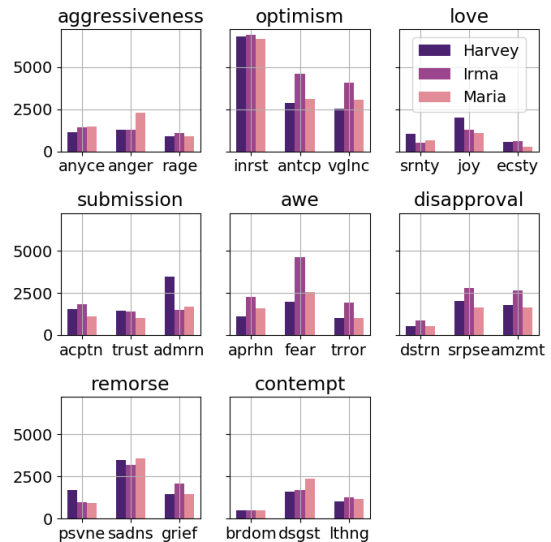 aggressiveness optimism love
Harvey
Irma
Maria
5000
2500
0
anyce anger rage inrst antcp vglnc srnty joy ecsty
submission awe disapproval
5000
2500
0
acptn trust admrn aprhn fear trror dstrn srpse amzmt
remorse contempt
5000
2500
0
psvne sadns grief brdom dsgst lthng